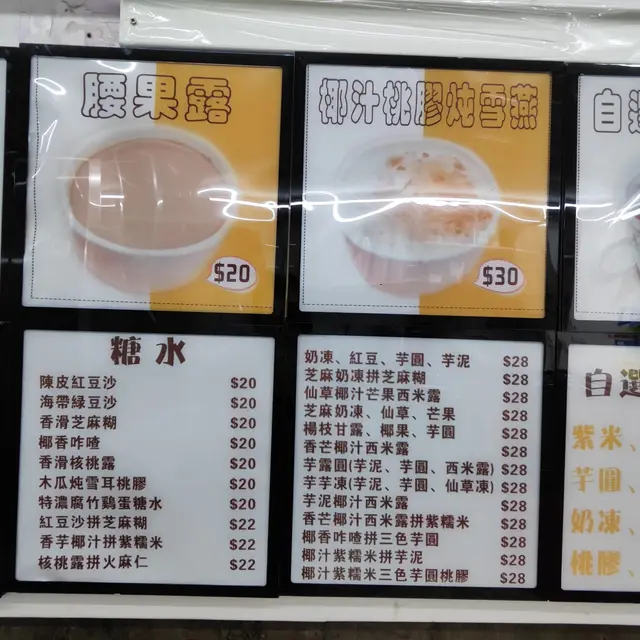 腰果露
$20
椰汁桃膠炖雪燕
$30
自選
糖水
陳皮紅豆沙 $20
海帶綠豆沙 $20
香滑芝麻糊 $20
椰香咋喳 $20
香滑核桃露 $20
木瓜炖雪耳桃膠 $20
特濃腐竹鷄蛋糖水 $20
紅豆沙拼芝麻糊 $22
香芋椰汁拼紫糯米 $22
核桃露拼火麻仁 $22
奶凍、紅豆、芋圓、芋泥 $28
芝麻奶凍拼芝麻糊 $28
仙草椰汁芒果西米露 $28
芝麻奶凍、仙草、芒果 $28
楊枝甘露、椰果、芋圓 $28
香芒椰汁西米露 $28
芋露圓(芋泥、芋圓、西米露) $28
芋芋凍(芋泥、芋圓、仙草凍) $28
芋泥椰汁西米露 $28
香芒椰汁西米露拼紫糯米 $28
椰香咋喳拼三色芋圓 $28
椰汁紫糯米拼芋泥 $28
椰汁紫糯米三色芋圓桃膠 $28
自選
紫米、
芋圓、
奶凍、
桃膠、